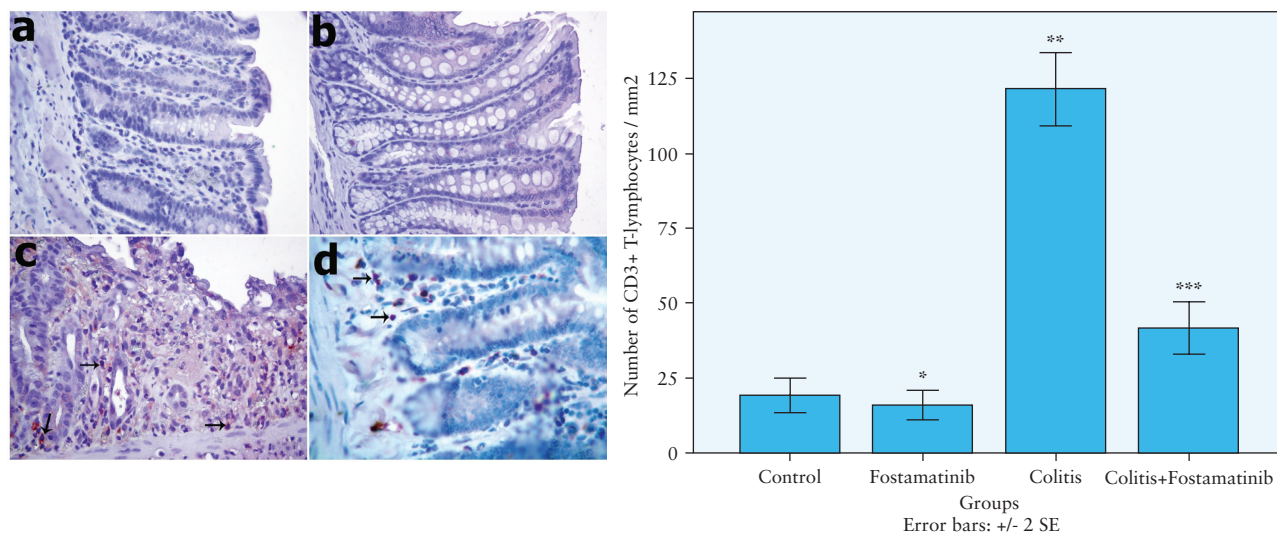 a
b
c
d
Number of CD3+ T-lymphocytes / mm2
125
100
75
50
25
0
*
**
***
Control
Fostamatinib
Colitis
Colitis+Fostamatinib
Groups
Error bars: +/- 2 SE